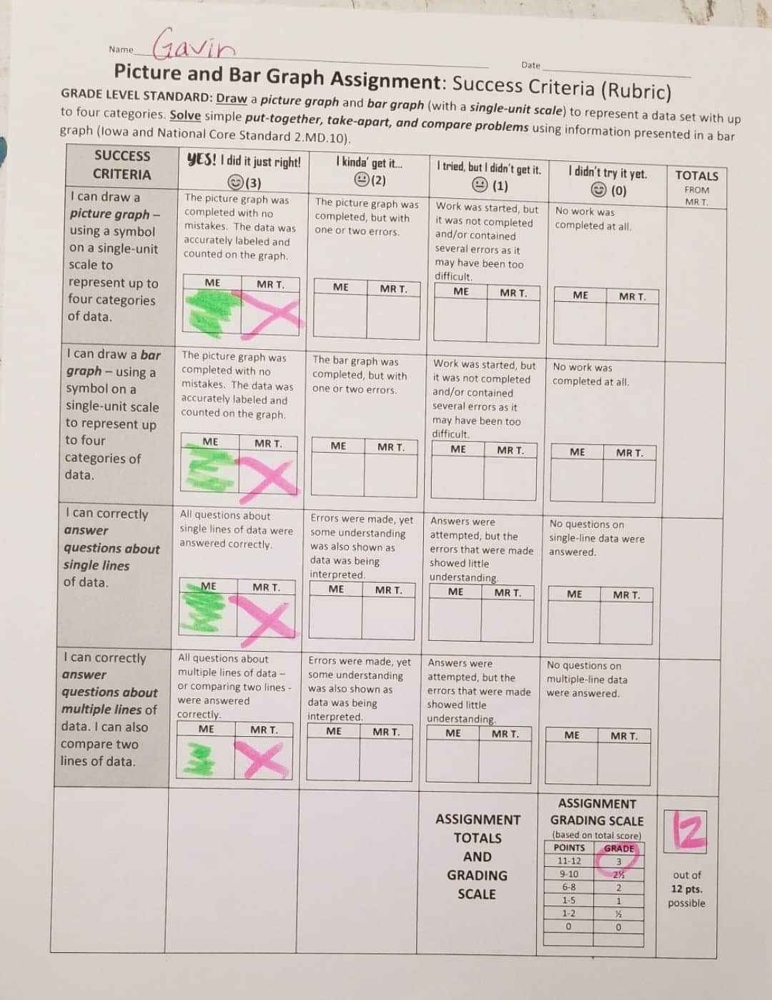 Name Gavin
Date
Picture and Bar Graph Assignment: Success Criteria (Rubric)
GRADE LEVEL STANDARD: Draw a picture graph and bar graph (with a single-unit scale) to represent a data set with up
to four categories. Solve simple put-together, take-apart, and compare problems using information presented in a bar
graph (Iowa and National Core Standard 2.MD.10).
SUCCESS
CRITERIA
YES! I did it just right!
(3)
I kinda' get it...
(2)
I tried, but I didn't get it.
(1)
I didn't try it yet.
(0)
TOTALS
FROM
MR T.
I can draw a
picture graph –
using a symbol
on a single-unit
scale to
represent up to
four categories
of data.
The picture graph was
completed with no
mistakes. The data was
accurately labeled and
counted on the graph.
ME MR T.
The picture graph was
completed, but with
one or two errors.
ME MR T.
Work was started, but
it was not completed
and/or contained
several errors as it
may have been too
difficult.
ME MR T.
No work was
completed at all.
ME MR T.
I can draw a bar
graph – using a
symbol on a
single-unit scale
to represent up
to four
categories of
data.
The picture graph was
completed with no
mistakes. The data was
accurately labeled and
counted on the graph.
ME MR T.
The bar graph was
completed, but with
one or two errors.
ME MR T.
Work was started, but
it was not completed
and/or contained
several errors as it
may have been too
difficult.
ME MR T.
No work was
completed at all.
ME MR T.
I can correctly
answer
questions about
single lines
of data.
All questions about
single lines of data were
answered correctly.
ME MR T.
Errors were made, yet
some understanding
was also shown as
data was being
interpreted.
ME MR T.
Answers were
attempted, but the
errors that were made
showed little
understanding.
ME MR T.
No questions on
single-line data were
answered.
ME MR T.
I can correctly
answer
questions about
multiple lines of
data. I can also
compare two
lines of data.
All questions about
multiple lines of data –
or comparing two lines -
were answered
correctly.
ME MR T.
Errors were made, yet
some understanding
was also shown as
data was being
interpreted.
ME MR T.
Answers were
attempted, but the
errors that were made
showed little
understanding.
ME MR T.
No questions on
multiple-line data
were answered.
ME MR T.
ASSIGNMENT
TOTALS
AND
GRADING
SCALE
ASSIGNMENT
GRADING SCALE
(based on total score)
POINTS GRADE
11-12 3
9-10 2½
6-8 2
1-5 1
1-2 ½
0 0
12
out of
12 pts.
possible